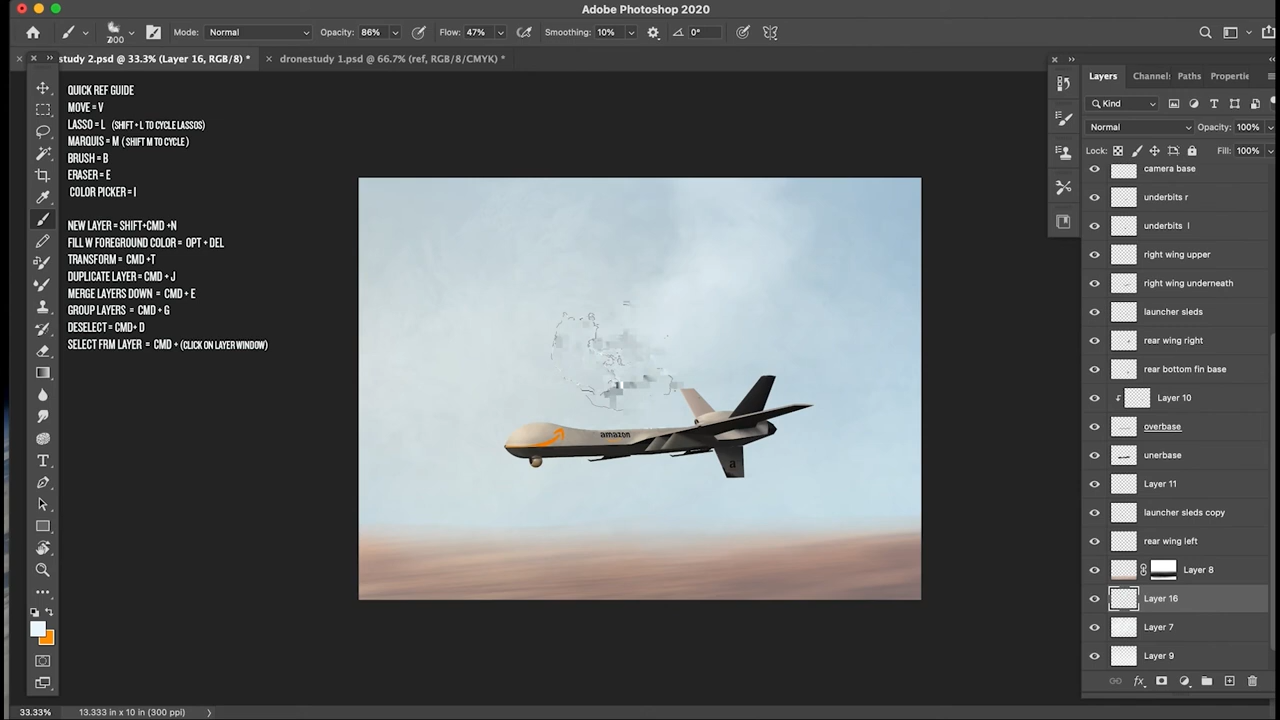 Adobe Photoshop 2020
700
Mode: Normal
Opacity: 86%
Flow: 47%
Smoothing: 10%
0°
study 2.psd @ 33.3% (Layer 16, RGB/8) *
dronestudy 1.psd @ 66.7% (ref, RGB/8/CMYK) *
QUICK REF GUIDE
MOVE = V
LASSO = L (SHIFT + L TO CYCLE LASSOS)
MARQUIS = M ( SHIFT M TO CYCLE )
BRUSH = B
ERASER = E
COLOR PICKER = I
NEW LAYER = SHIFT+CMD +N
FILL W FOREGROUND COLOR = OPT + DEL
TRANSFORM = CMD +T
DUPLICATE LAYER = CMD + J
MERGE LAYERS DOWN = CMD + E
GROUP LAYERS = CMD + G
DESELECT = CMD+ D
SELECT FRM LAYER = CMD + (CLICK ON LAYER WINDOW)
amazon
a
Layers
Channel:
Paths
Propertie
Kind
Normal
Opacity: 100%
Lock:
Fill: 100%
camera base
underbits r
underbits l
right wing upper
right wing underneath
launcher sleds
rear wing right
rear bottom fin base
Layer 10
overbase
unerbase
Layer 11
launcher sleds copy
rear wing left
Layer 8
Layer 16
Layer 7
Layer 9
fx
33.33%
13.333 in x 10 in (300 ppi)